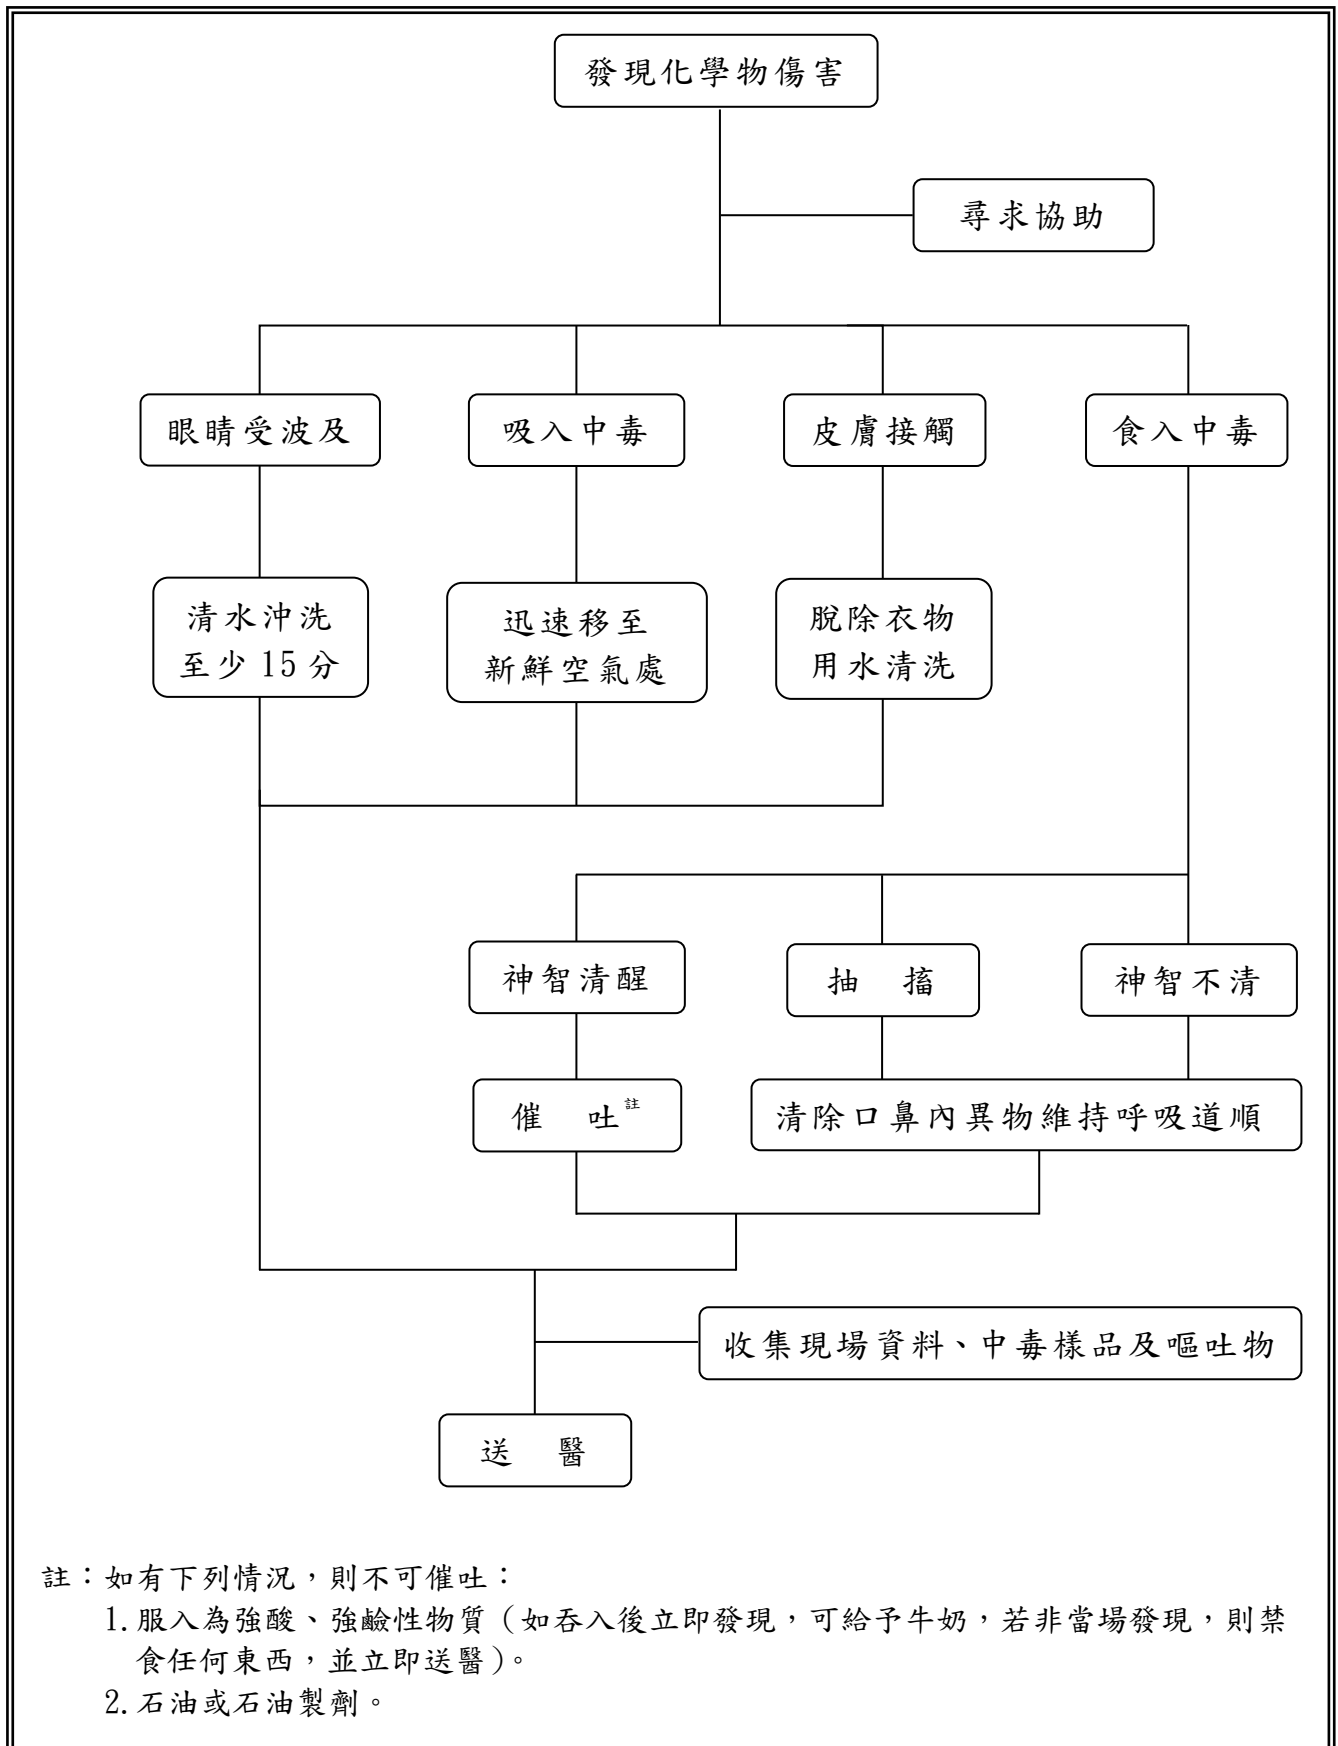 發現化學物傷害
尋求協助
眼睛受波及
吸入中毒
皮膚接觸
食入中毒
清水沖洗
至少15分
迅速移至
新鮮空氣處
脫除衣物
用水清洗
神智清醒
抽 搐
神智不清
催 吐註
清除口鼻內異物維持呼吸道順
收集現場資料、中毒樣品及嘔吐物
送 醫
註：如有下列情況，則不可催吐：
1.服入為強酸、強鹼性物質（如吞入後立即發現，可給予牛奶，若非當場發現，則禁
食任何東西，並立即送醫）。
2.石油或石油製劑。